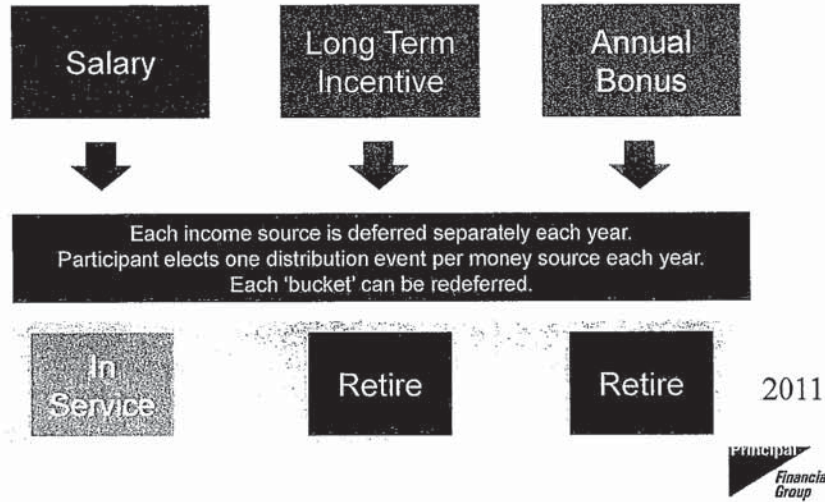 Salary
Long Term
Incentive
Annual
Bonus
Each income source is deferred separately each year.
Participant elects one distribution event per money source each year.
Each 'bucket' can be redeferred.
In
Service
Retire
Retire
2011
Principal
Financial
Group